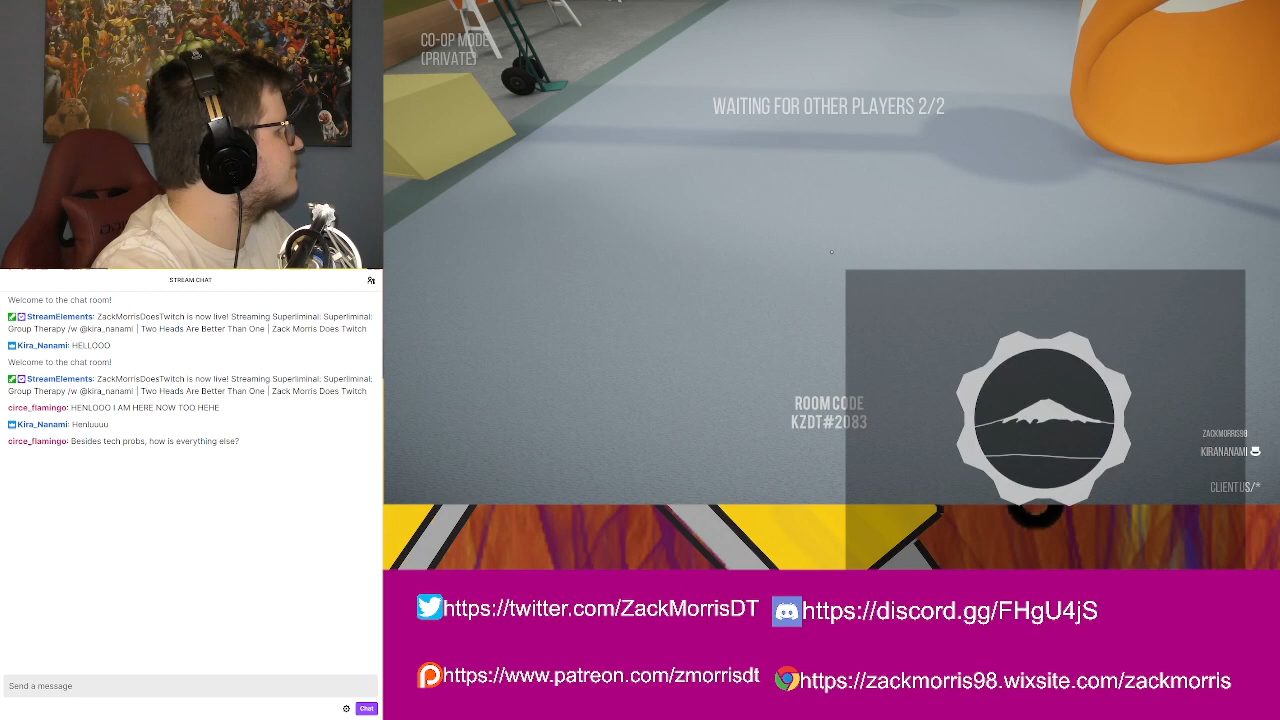 STREAM CHAT
Welcome to the chat room!
StreamElements: ZackMorrisDoesTwitch is now live! Streaming Superliminal: Superliminal:
Group Therapy /w @kira_nanami | Two Heads Are Better Than One | Zack Morris Does Twitch
Kira_Nanami: HELLOOO
Welcome to the chat room!
StreamElements: ZackMorrisDoesTwitch is now live! Streaming Superliminal: Superliminal:
Group Therapy /w @kira_nanami | Two Heads Are Better Than One | Zack Morris Does Twitch
circe_flamingo: HENLOOO I AM HERE NOW TOO HEHE
Kira_Nanami: Henluuuu
circe_flamingo: Besides tech probs, how is everything else?
Send a message
Chat
CO-OP MODE
(PRIVATE)
WAITING FOR OTHER PLAYERS 2/2
ROOM CODE
KZDT#2083
ZACKMORRIS98
KIRANANAMI
CLIENT US/*
https://twitter.com/ZackMorrisDT
https://discord.gg/FHgU4jS
https://www.patreon.com/zmorrisdt
https://zackmorris98.wixsite.com/zackmorris